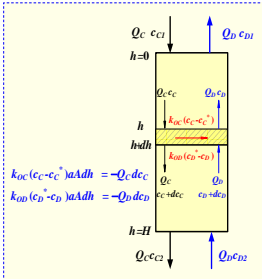 Q_C c_C1 Q_D c_D1
h=0
Q_C c_C Q_D c_D
k_OC(c_C-c_C^*)
h
h+dh
k_OD(c_D^*-c_D)
k_OC(c_C-c_C^*)aAdh = -Q_C dc_C
Q_C Q_D
c_C+dc_C c_D+dc_D
k_OD(c_D^*-c_D)aAdh = -Q_D dc_D
h=H
Q_C c_C2 Q_D c_D2